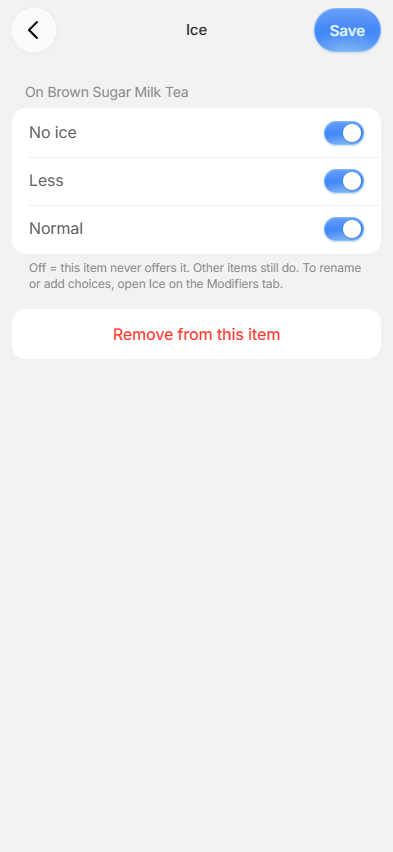 Ice
Save
On Brown Sugar Milk Tea
No ice
Less
Normal
Off = this item never offers it. Other items still do. To rename
or add choices, open Ice on the Modifiers tab.
Remove from this item